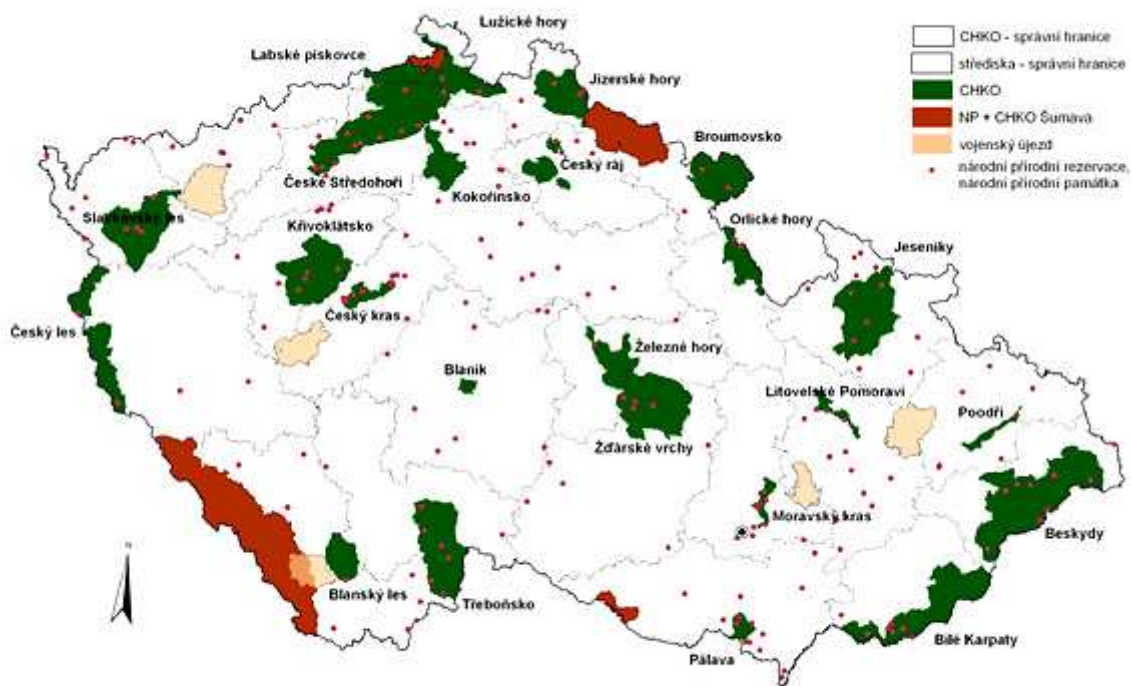 Lužické hory
Labské pískovce
Jizerské hory
Broumovsko
Český ráj
České Středohoří
Kokořínsko
Slavkovský les
Křivoklátsko
Orlické hory
Jeseníky
Český kras
Český les
Železné hory
Blaník
Litovelské Pomoraví
Poodří
Žďárské vrchy
Moravský kras
Beskydy
Blanský les
Třeboňsko
Bílé Karpaty
Pálava
CHKO - správní hranice
střediska - správní hranice
CHKO
NP + CHKO Šumava
vojenský újezd
národní přírodní rezervace,
národní přírodní památka